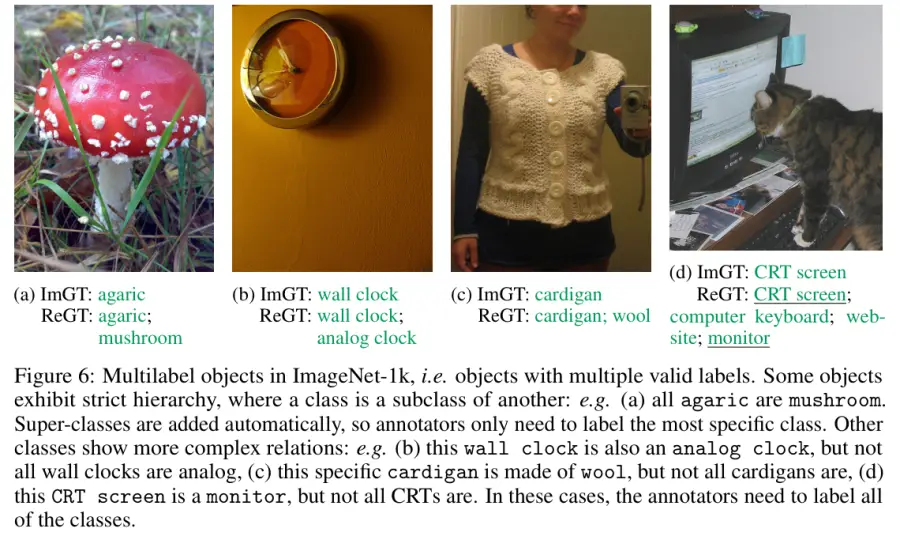 (a) ImGT: agaric
ReGT: agaric;
mushroom
(b) ImGT: wall clock
ReGT: wall clock;
analog clock
(c) ImGT: cardigan
ReGT: cardigan; wool
(d) ImGT: CRT screen
ReGT: CRT screen;
computer keyboard; web-
site; monitor
Figure 6: Multilabel objects in ImageNet-1k, i.e. objects with multiple valid labels. Some objects
exhibit strict hierarchy, where a class is a subclass of another: e.g. (a) all agaric are mushroom.
Super-classes are added automatically, so annotators only need to label the most specific class. Other
classes show more complex relations: e.g. (b) this wall clock is also an analog clock, but not
all wall clocks are analog, (c) this specific cardigan is made of wool, but not all cardigans are, (d)
this CRT screen is a monitor, but not all CRTs are. In these cases, the annotators need to label all
of the classes.